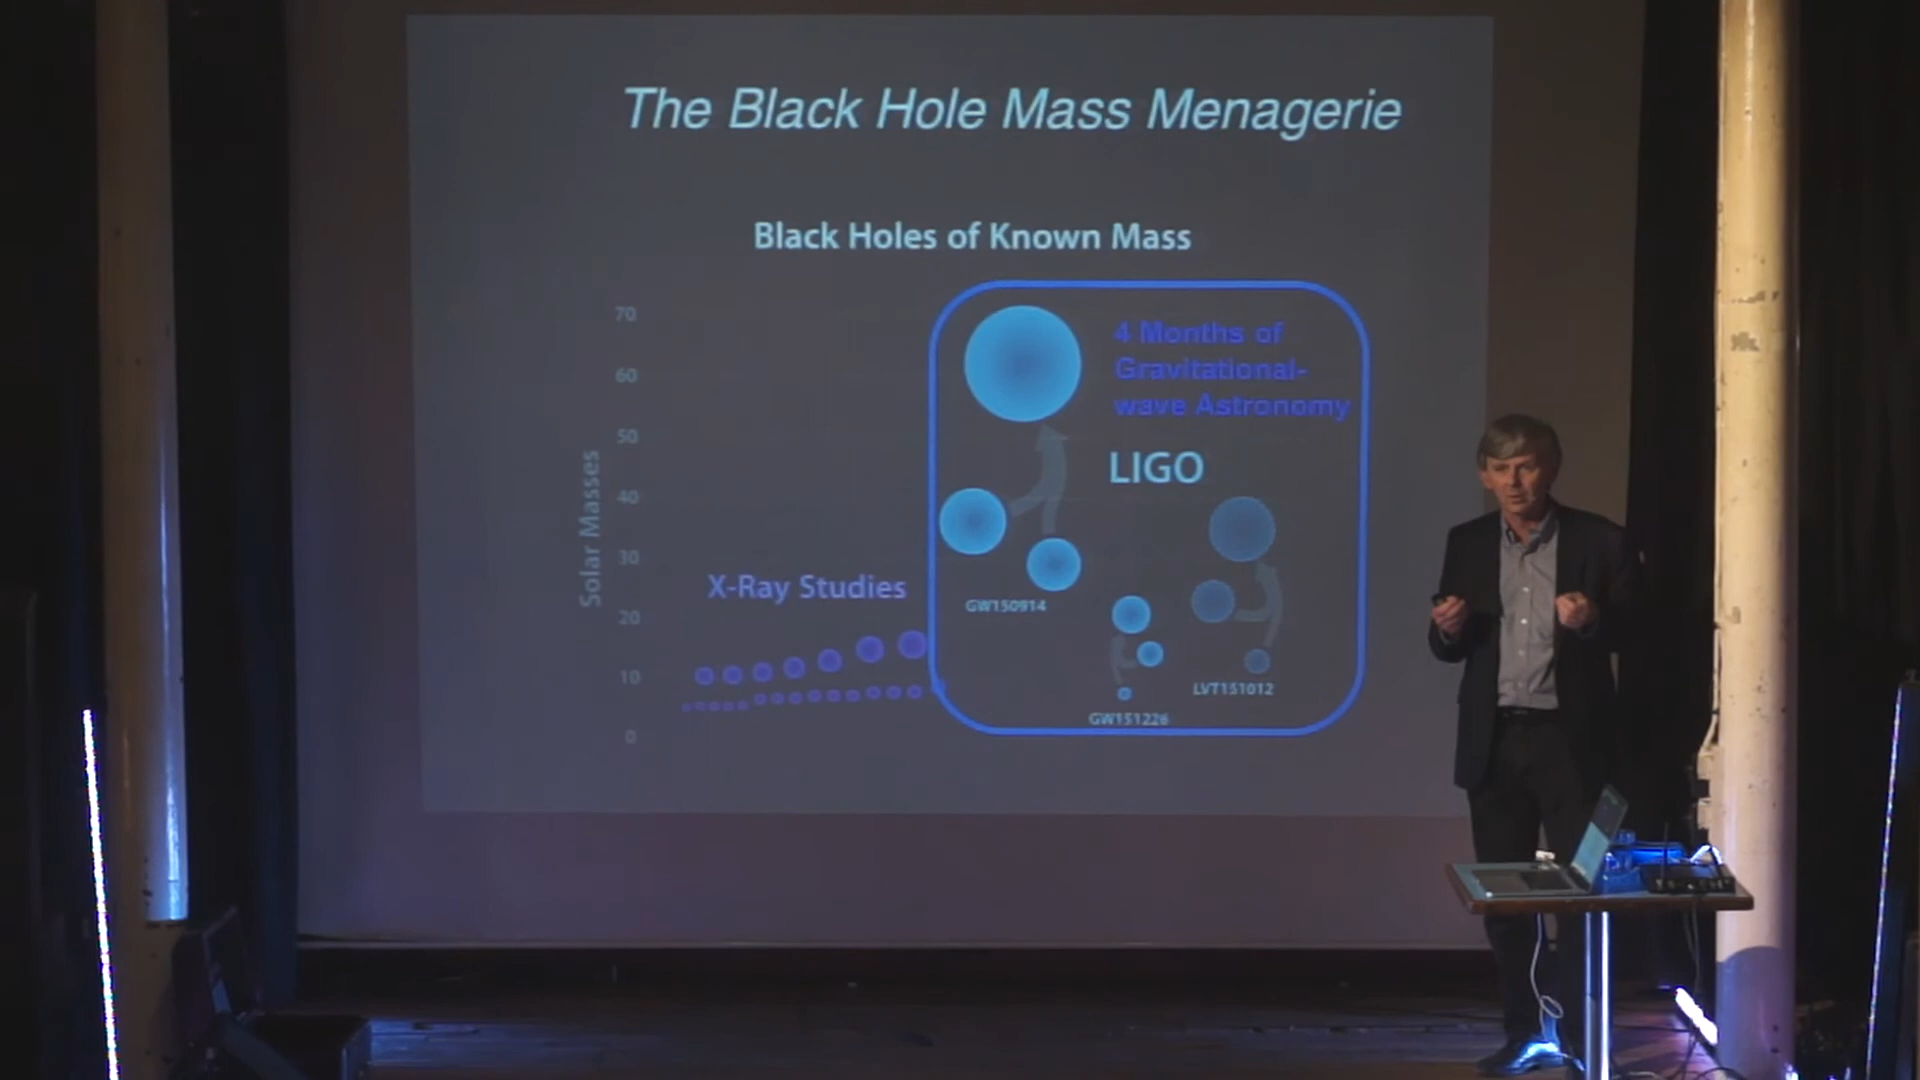 The Black Hole Mass Menagerie
Black Holes of Known Mass
70
60
50
40
30
20
10
0
Solar Masses
X-Ray Studies
4 Months of
Gravitational-
wave Astronomy
LIGO
GW150914
GW151226
LVT151012